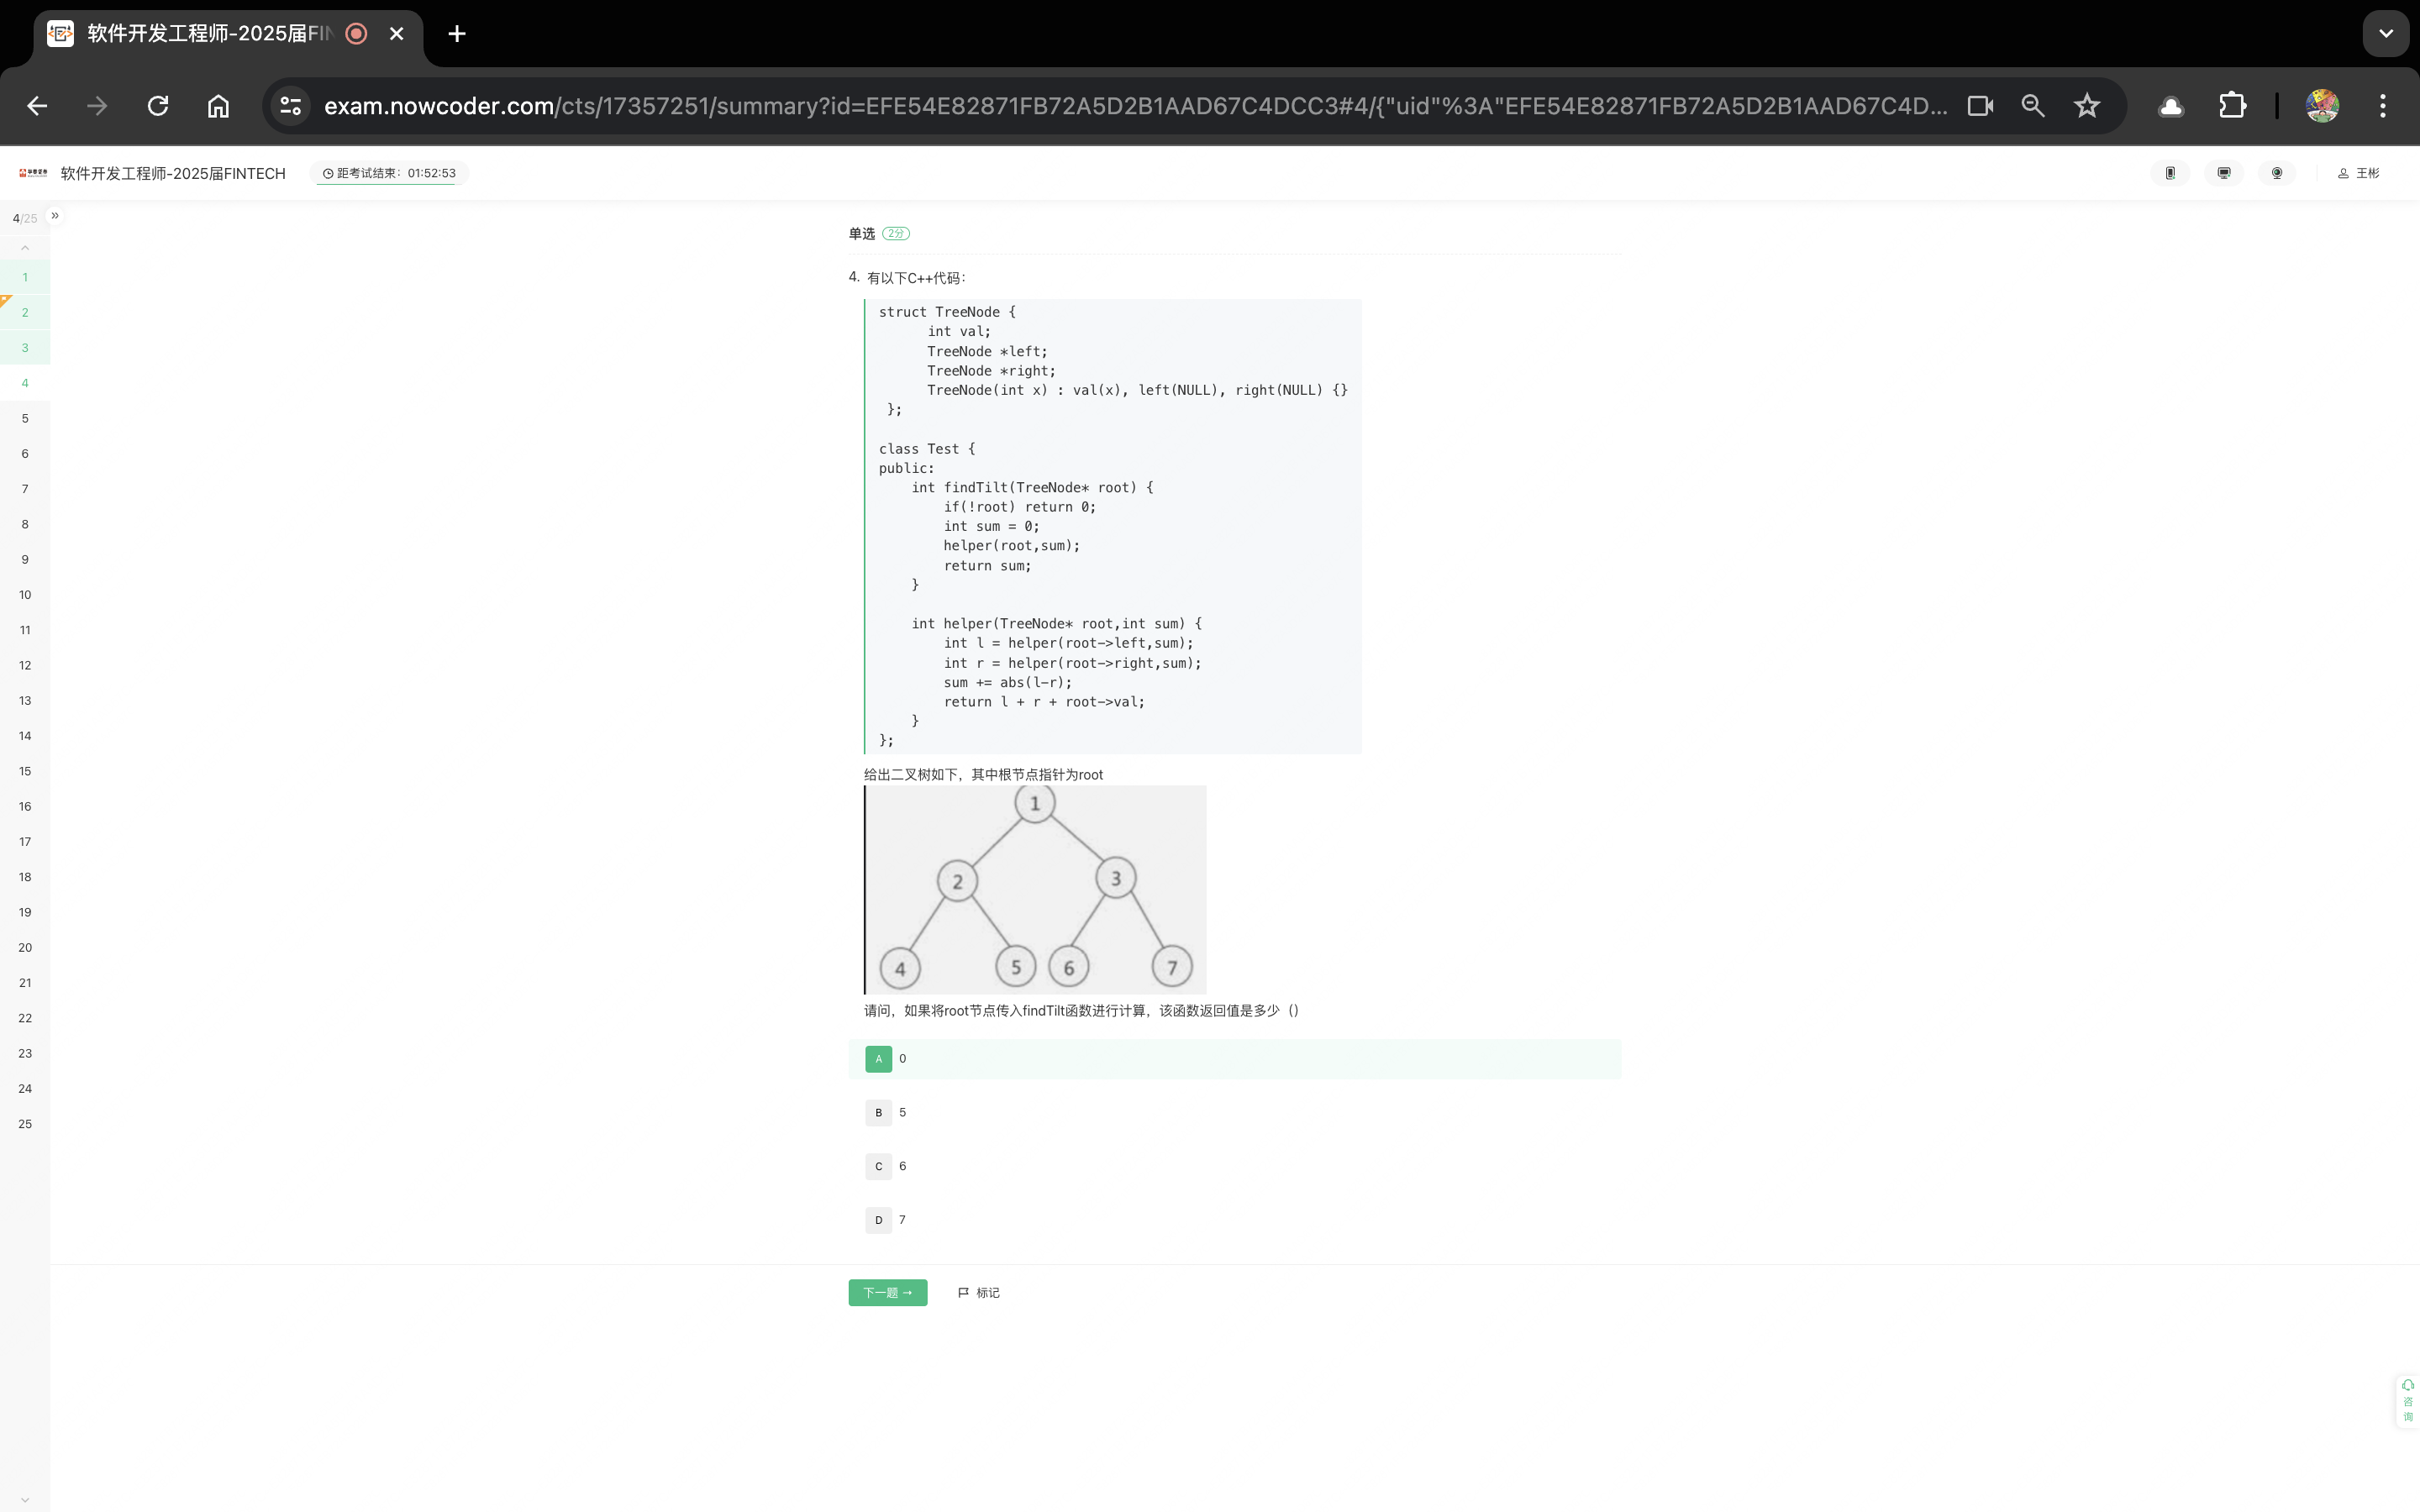 软件开发工程师-2025届FIN
exam.nowcoder.com/cts/17357251/summary?id=EFE54E82871FB72A5D2B1AAD67C4DCC3#4/{"uid"%3A"EFE54E82871FB72A5D2B1AAD67C4D...
软件开发工程师-2025届FINTECH
距考试结束：01:52:53
王彬
4/25
1
2
3
4
5
6
7
8
9
10
11
12
13
14
15
16
17
18
19
20
21
22
23
24
25
单选 2分
4. 有以下C++代码：
struct TreeNode {
      int val;
      TreeNode *left;
      TreeNode *right;
      TreeNode(int x) : val(x), left(NULL), right(NULL) {}
 };
class Test {
public:
    int findTilt(TreeNode* root) {
        if(!root) return 0;
        int sum = 0;
        helper(root,sum);
        return sum;
    }
    int helper(TreeNode* root,int sum) {
        int l = helper(root->left,sum);
        int r = helper(root->right,sum);
        sum += abs(l-r);
        return l + r + root->val;
    }
};
给出二叉树如下，其中根节点指针为root
1
2 3
4 5 6 7
请问，如果将root节点传入findTilt函数进行计算，该函数返回值是多少（）
A 0
B 5
C 6
D 7
下一题 → 标记
咨
询